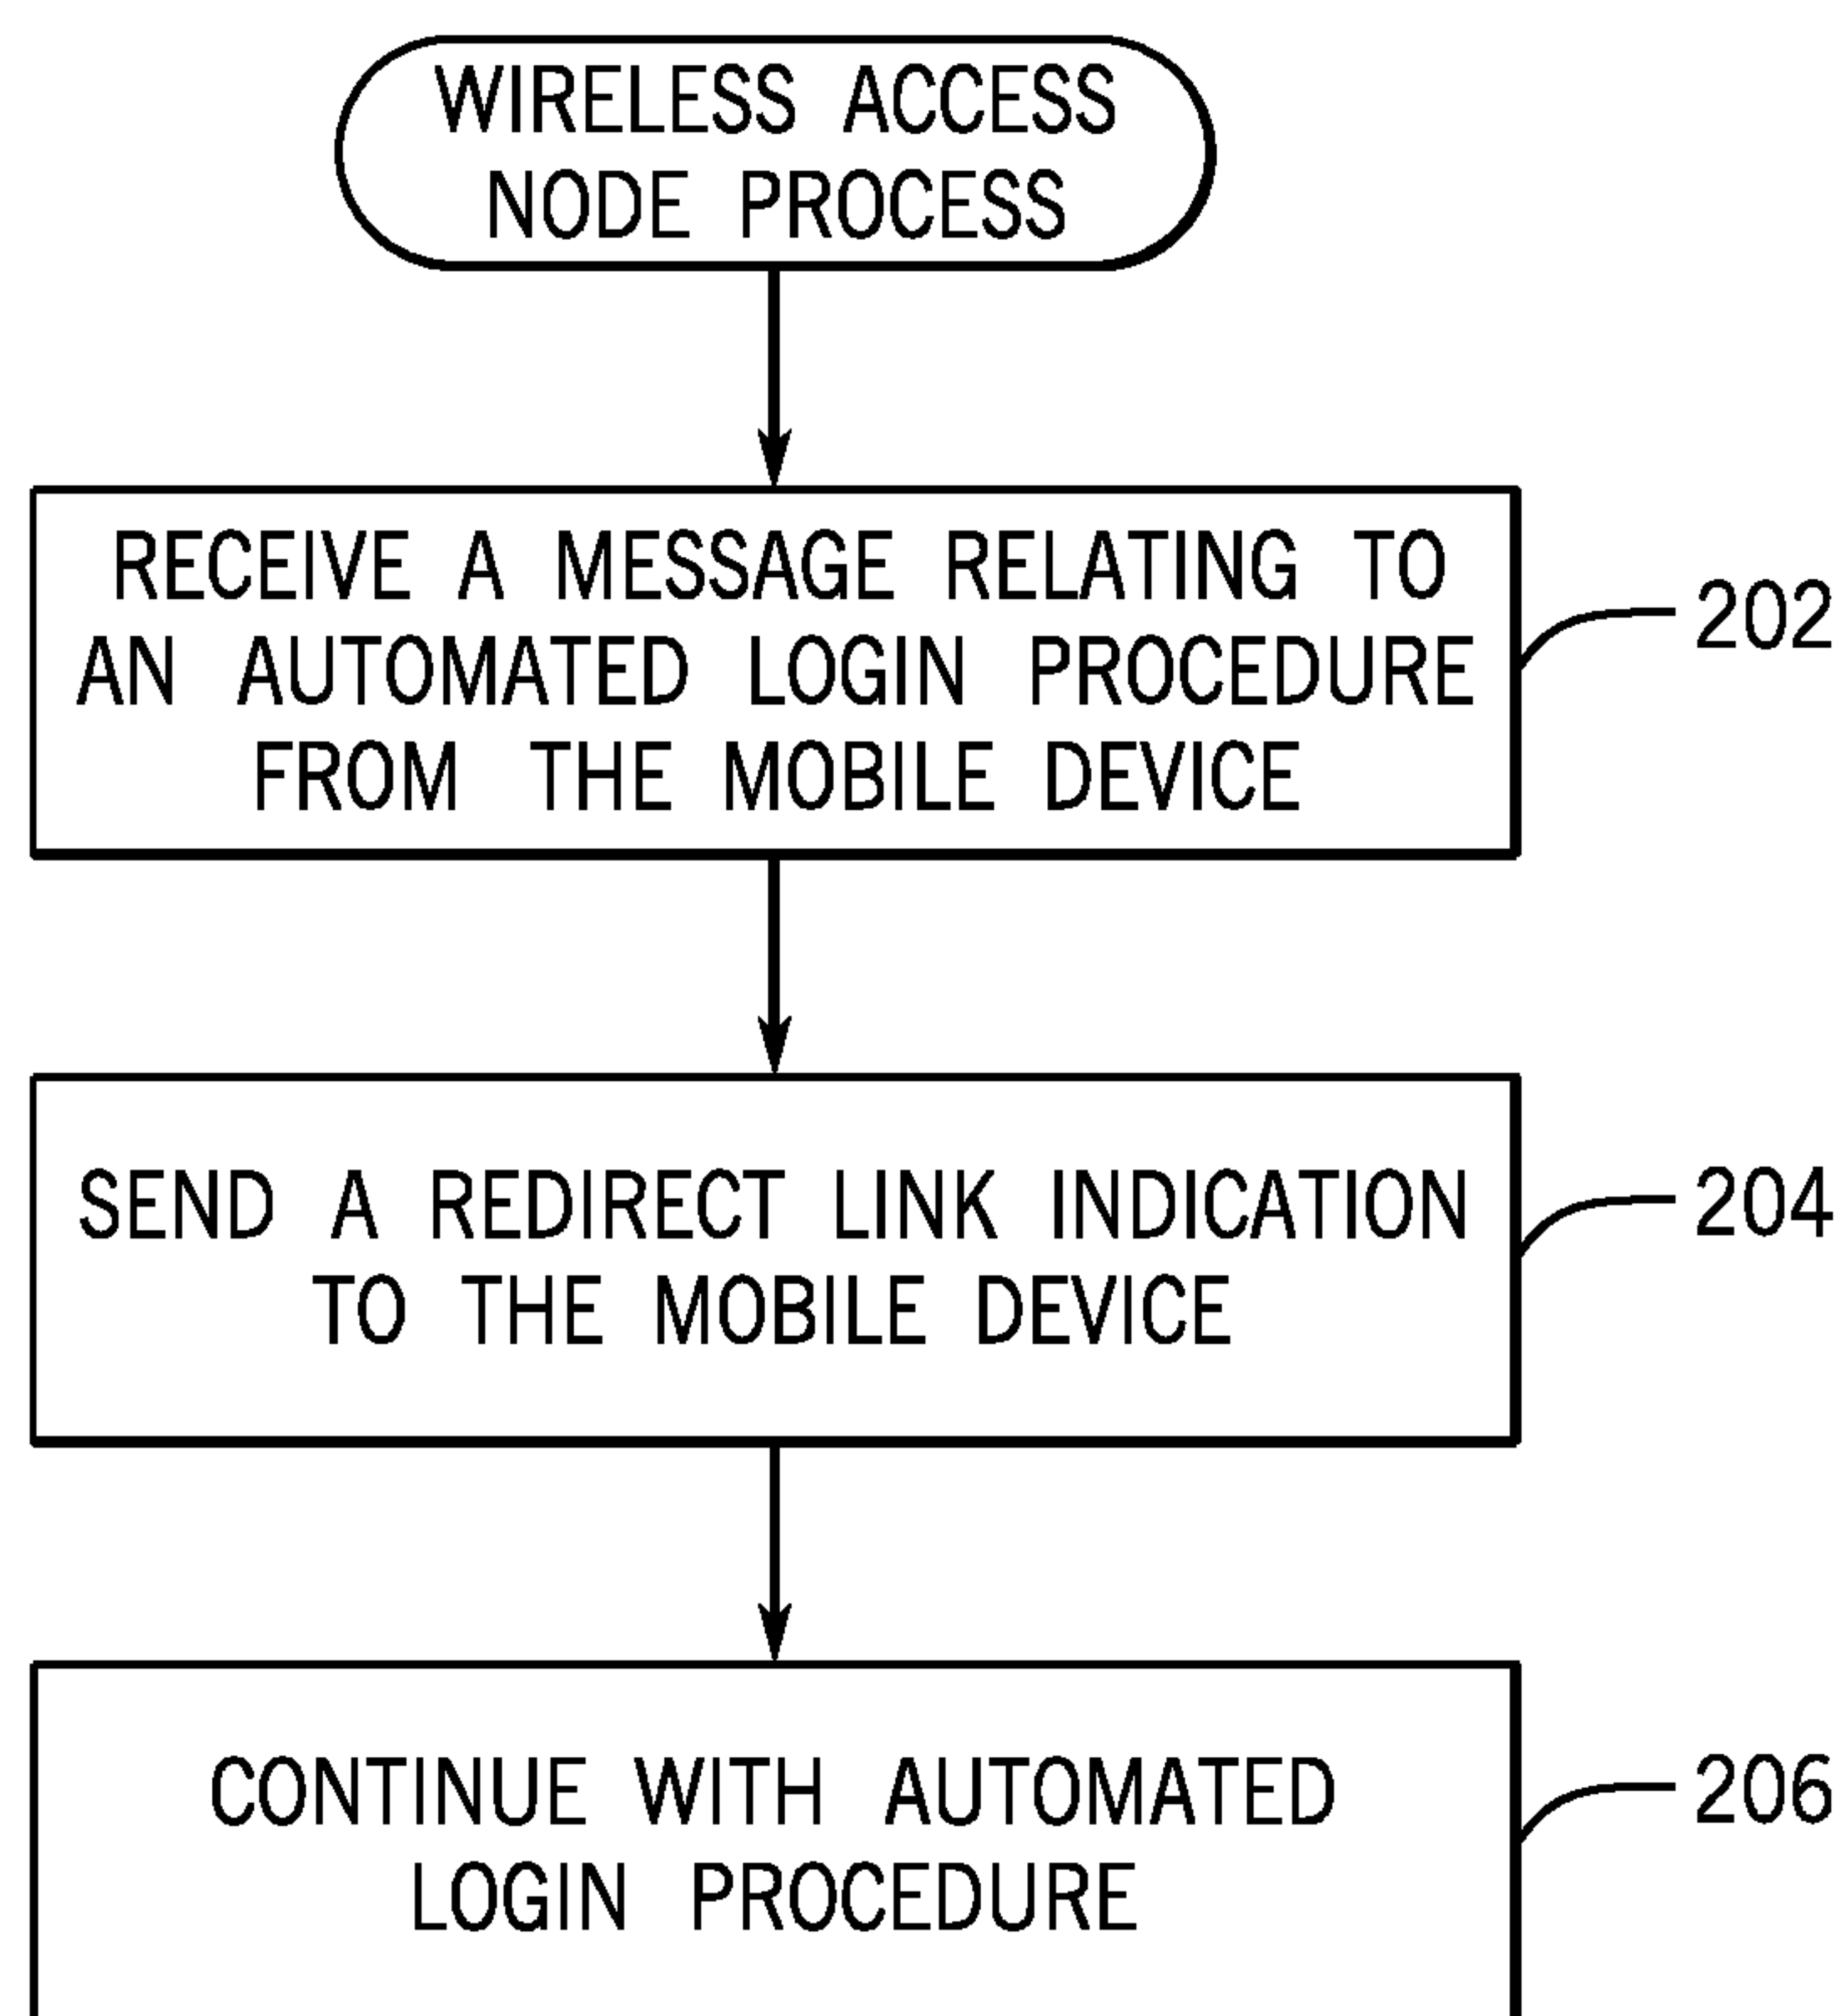 WIRELESS ACCESS
NODE PROCESS
RECEIVE A MESSAGE RELATING TO
AN AUTOMATED LOGIN PROCEDURE
FROM THE MOBILE DEVICE
202
SEND A REDIRECT LINK INDICATION
TO THE MOBILE DEVICE
204
CONTINUE WITH AUTOMATED
LOGIN PROCEDURE
206